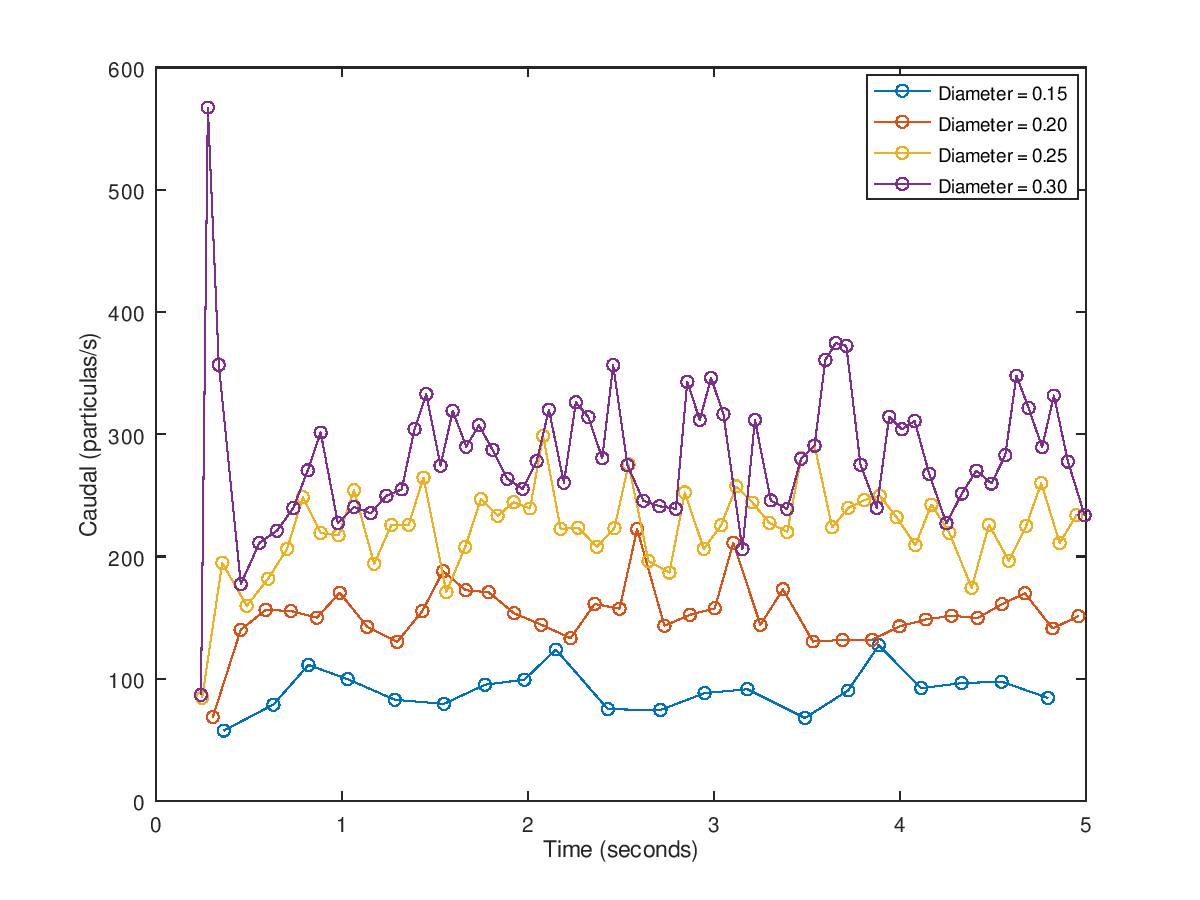 600
500
400
300
200
100
0
0 1 2 3 4 5
Caudal (particulas/s)
Time (seconds)
Diameter = 0.15
Diameter = 0.20
Diameter = 0.25
Diameter = 0.30